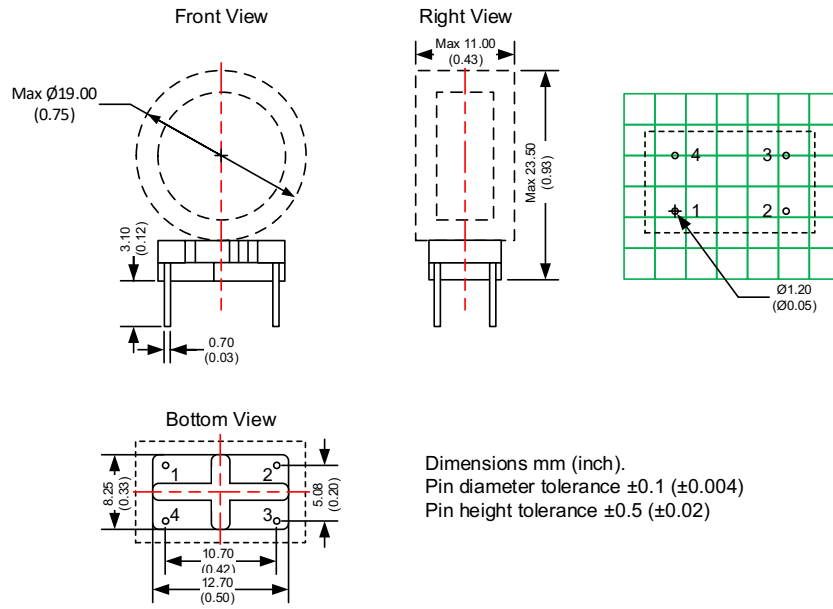 Front View
Right View
Max Ø19.00
(0.75)
Max 11.00
(0.43)
Max 23.50
(0.93)
3.10
(0.12)
0.70
(0.03)
4
3
1
2
Ø1.20
(Ø0.05)
Bottom View
1
2
4
3
8.25
(0.33)
5.08
(0.20)
10.70
(0.42)
12.70
(0.50)
Dimensions mm (inch).
Pin diameter tolerance ±0.1 (±0.004)
Pin height tolerance ±0.5 (±0.02)